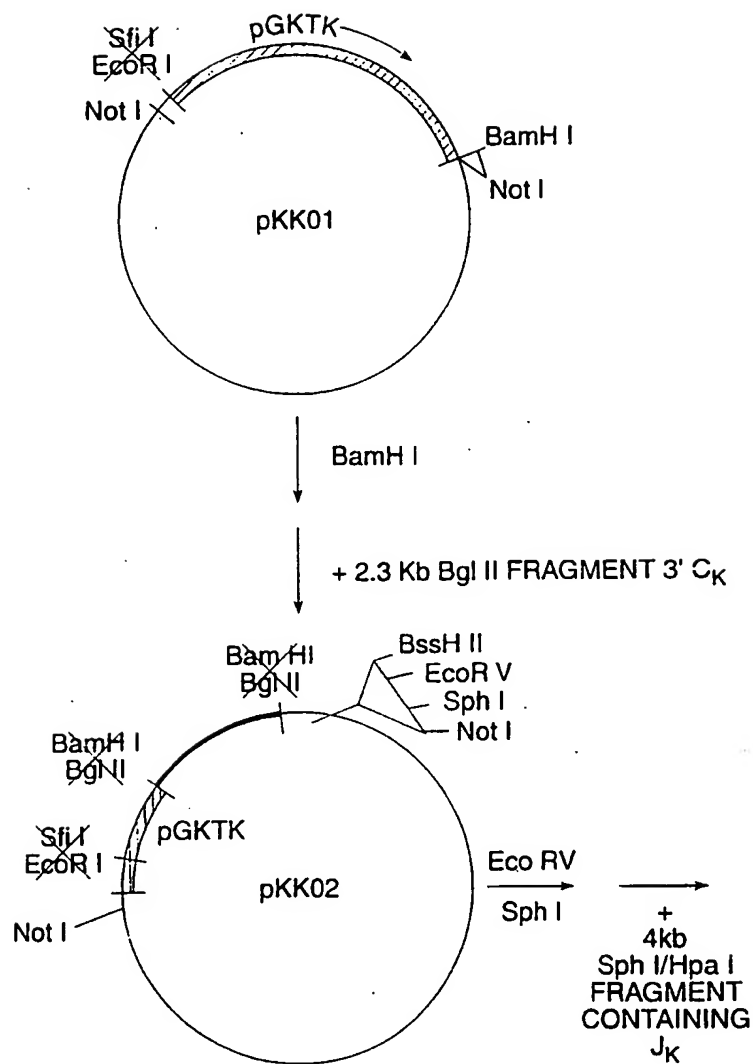 pGKTK
Sfi I
EcoR I
Not I
BamH I
Not I
pKK01
BamH I
+ 2.3 Kb Bgl II FRAGMENT 3' CK
Bam HI
Bgl II
BssH II
EcoR V
Sph I
Not I
BamH I
Bgl II
pGKTK
Sfi I
EcoR I
Not I
pKK02
Eco RV
Sph I
+
4kb
Sph I/Hpa I
FRAGMENT
CONTAINING
JK